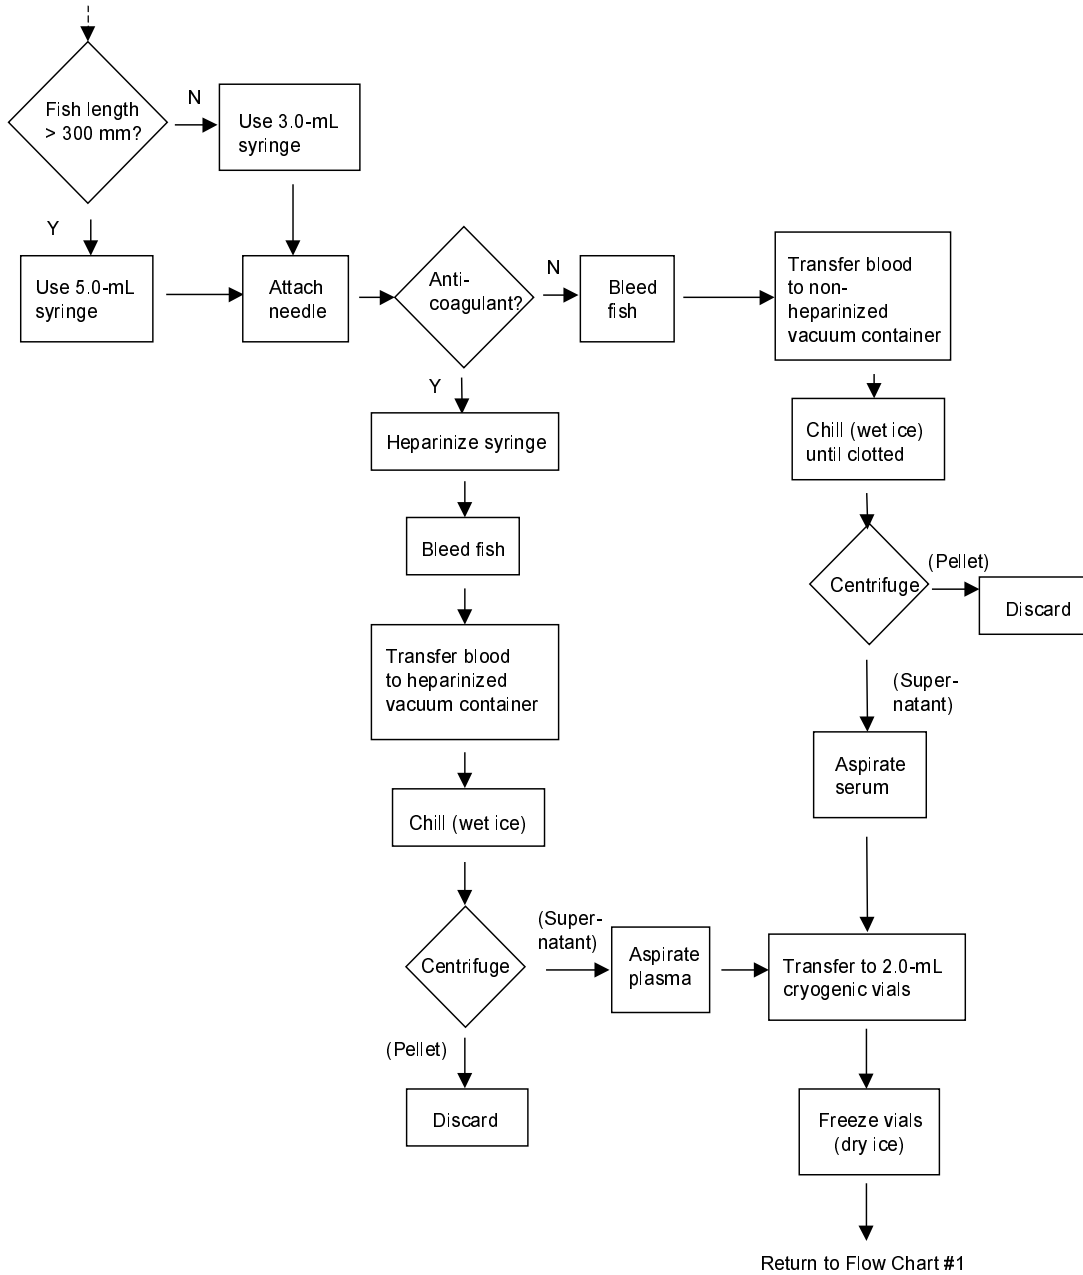 Fish length
> 300 mm?
N
Use 3.0-mL
syringe
Y
Use 5.0-mL
syringe
Attach
needle
Anti-
coagulant?
N
Bleed
fish
Transfer blood
to non-
heparinized
vacuum container
Y
Heparinize syringe
Chill (wet ice)
until clotted
Bleed fish
Centrifuge
(Pellet)
Discard
Transfer blood
to heparinized
vacuum container
(Super-
natant)
Aspirate
serum
Chill (wet ice)
Centrifuge
(Super-
natant)
Aspirate
plasma
Transfer to 2.0-mL
cryogenic vials
(Pellet)
Discard
Freeze vials
(dry ice)
Return to Flow Chart #1